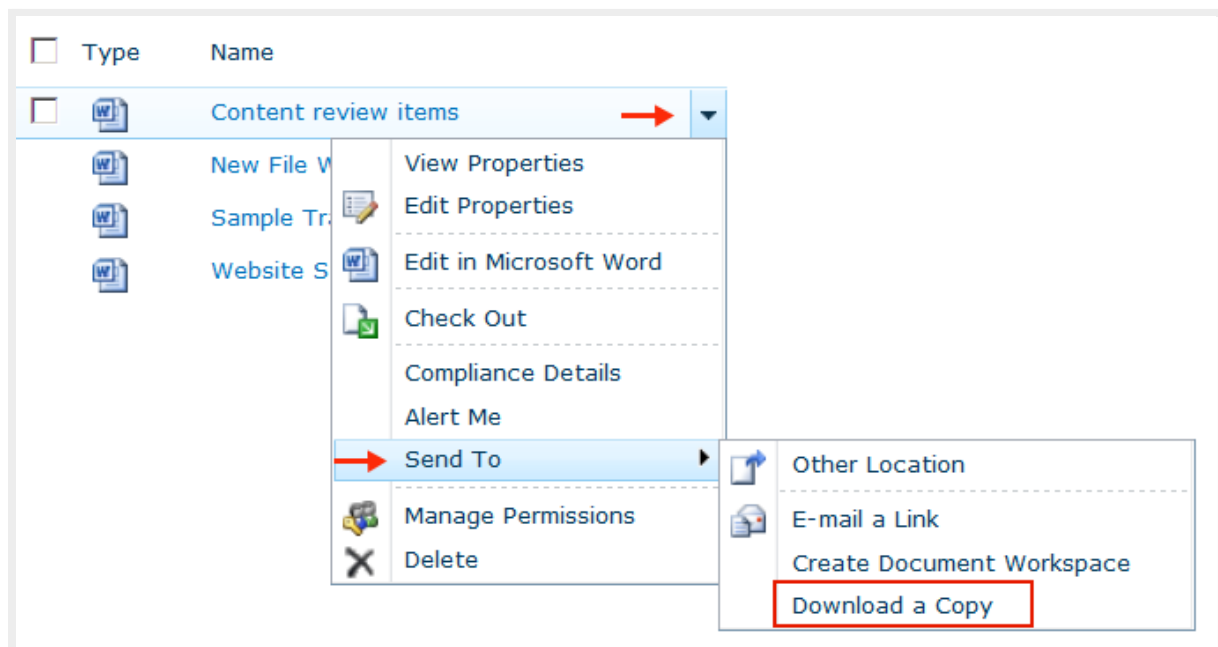 Type Name
Content review items
New File W
Sample Tra
Website S
View Properties
Edit Properties
Edit in Microsoft Word
Check Out
Compliance Details
Alert Me
Send To
Manage Permissions
Delete
Other Location
E-mail a Link
Create Document Workspace
Download a Copy